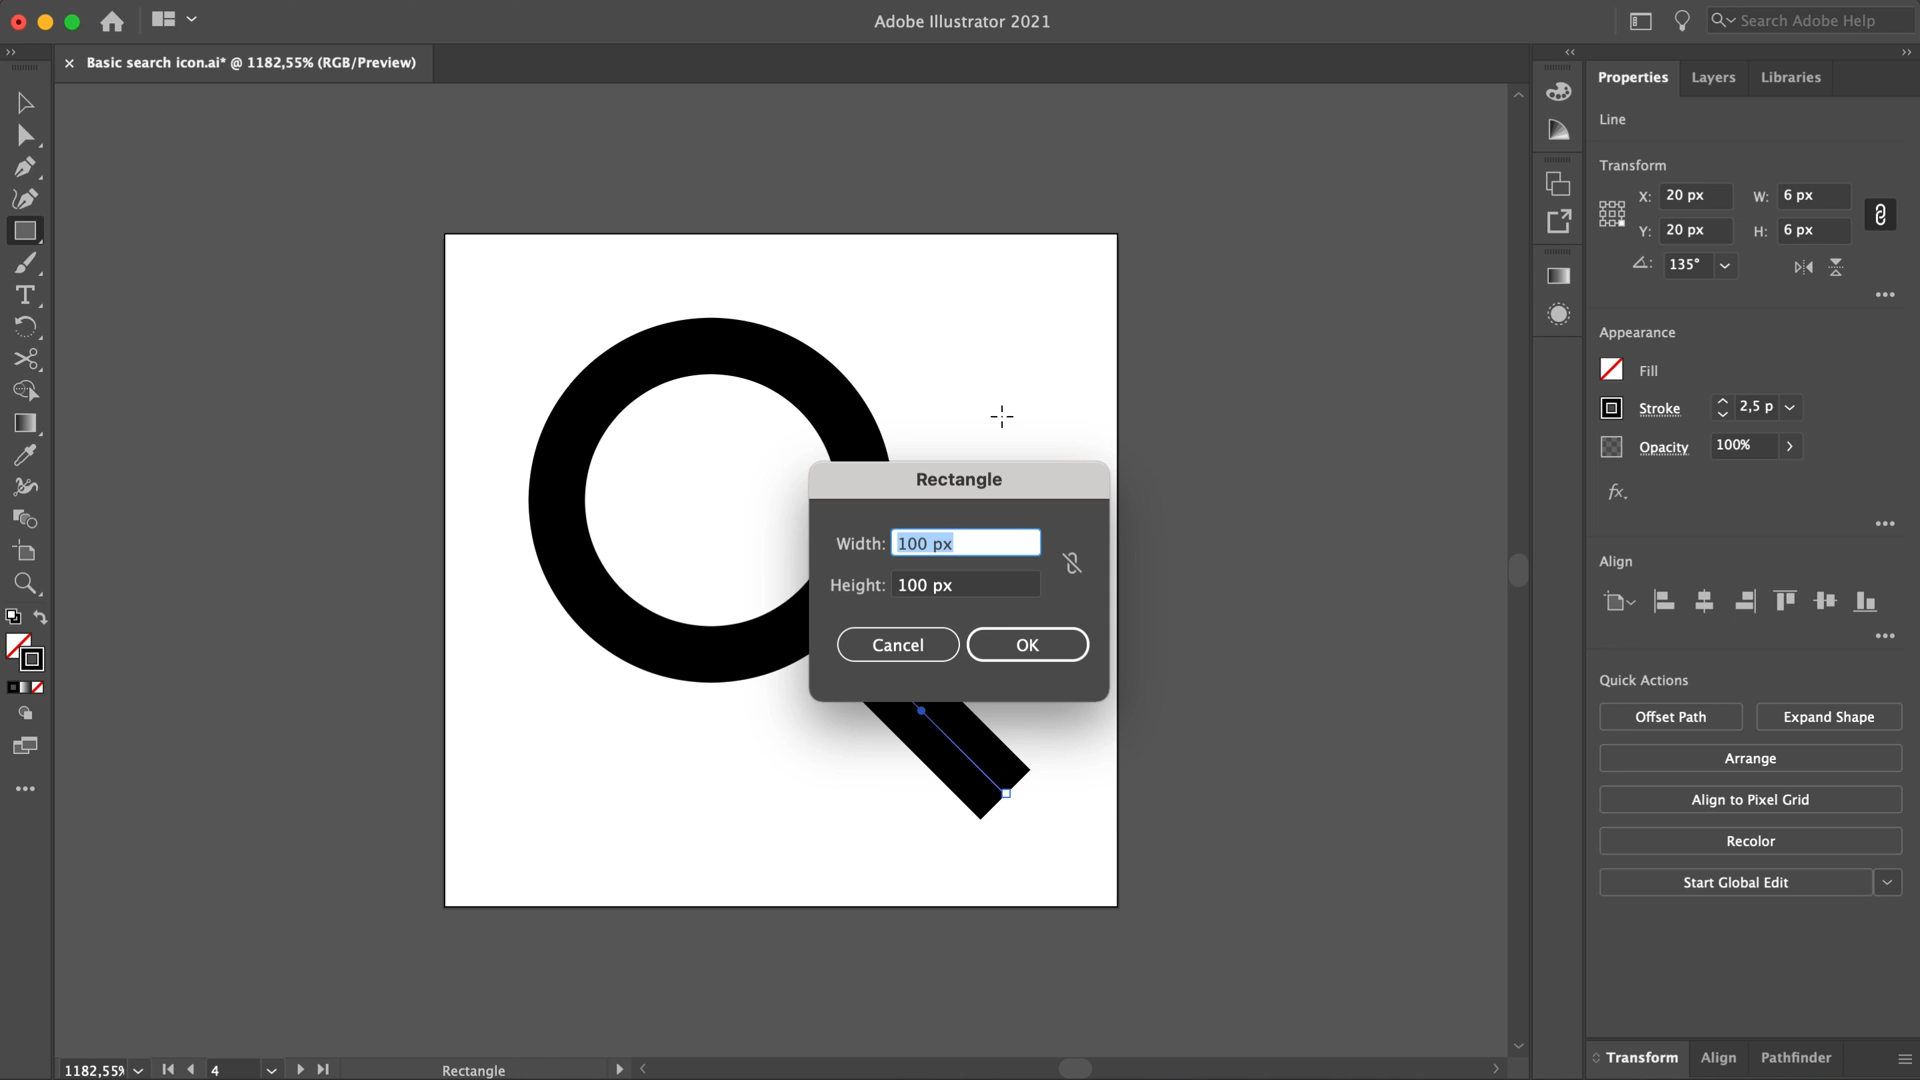 Adobe Illustrator 2021
Search Adobe Help
Basic search icon.ai* @ 1182,55% (RGB/Preview)
Properties
Layers
Libraries
Line
Transform
X:
20 px
W:
6 px
Y:
20 px
H:
6 px
135°
Appearance
Fill
Stroke
2,5 p
Opacity
100%
fx.
Align
Quick Actions
Offset Path
Expand Shape
Arrange
Align to Pixel Grid
Recolor
Start Global Edit
Rectangle
Width:
100 px
Height:
100 px
Cancel
OK
1182,55%
4
Rectangle
Transform
Align
Pathfinder